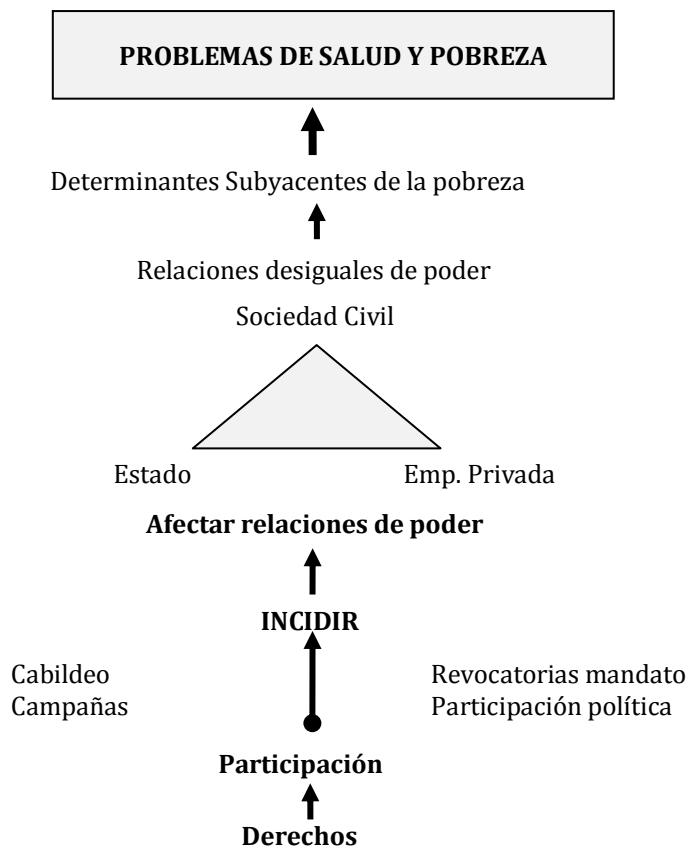 PROBLEMAS DE SALUD Y POBREZA
Determinantes Subyacentes de la pobreza
Relaciones desiguales de poder
Sociedad Civil
Estado
Emp. Privada
Afectar relaciones de poder
INCIDIR
Cabildeo
Campañas
Revocatorias mandato
Participación política
Participación
Derechos